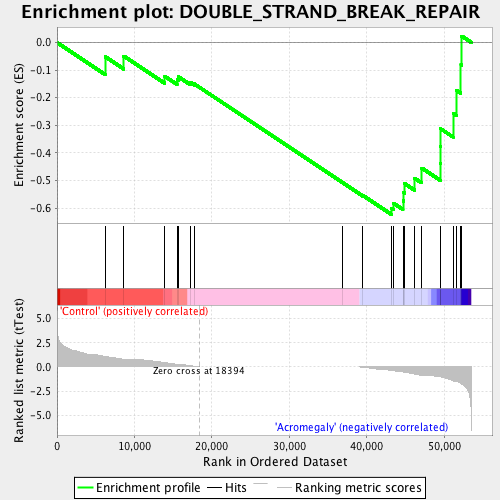 Enrichment plot: DOUBLE_STRAND_BREAK_REPAIR
Enrichment score (ES)
0.0
-0.1
-0.2
-0.3
-0.4
-0.5
-0.6
'Control' (positively correlated)
Ranked list metric (tTest)
5.0
2.5
0.0
-2.5
-5.0
Zero cross at 18394
'Acromegaly' (negatively correlated)
0 10,000 20,000 30,000 40,000 50,000
Rank in Ordered Dataset
Enrichment profile Hits Ranking metric scores